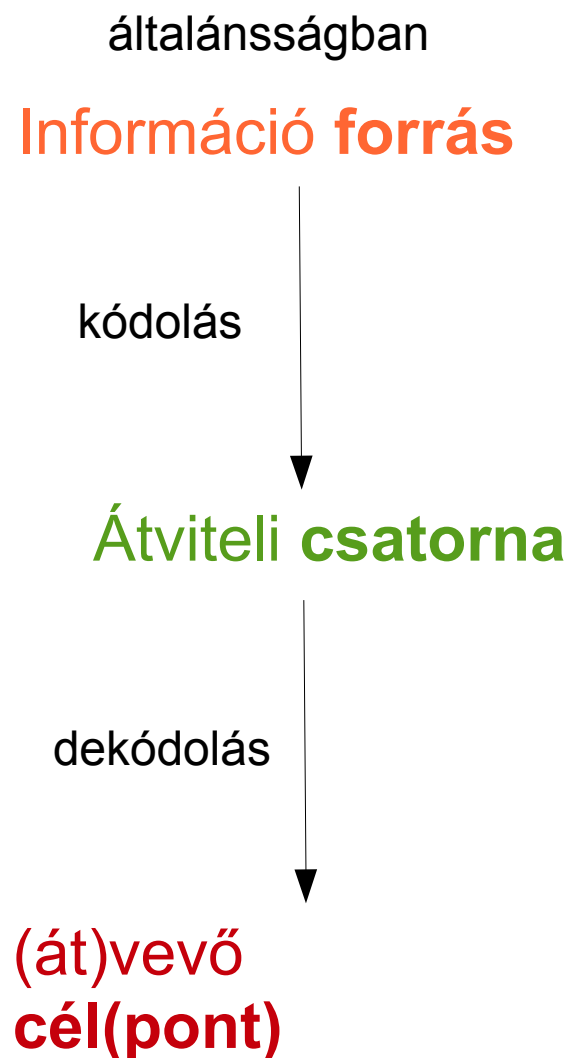 általánsságban
Információ forrás
kódolás
Átviteli csatorna
dekódolás
(át)vevő
cél(pont)